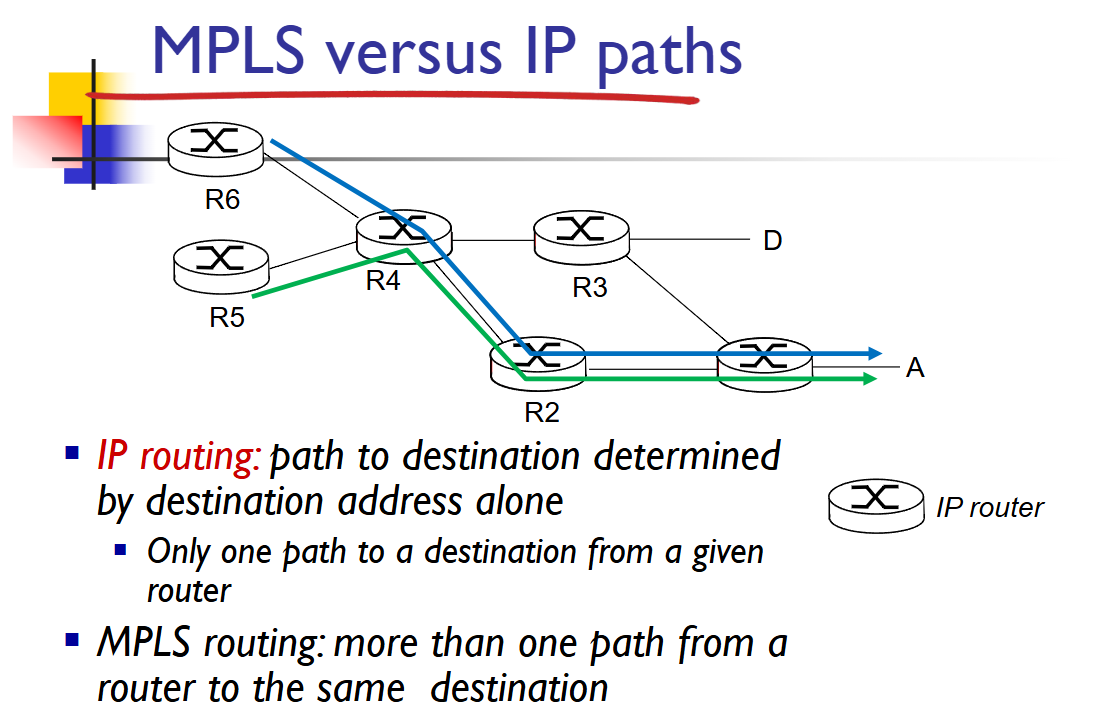 MPLS versus IP paths
R6
R5
R4
R3
D
R2
A
IP routing: path to destination determined
by destination address alone
Only one path to a destination from a given
router
IP router
MPLS routing: more than one path from a
router to the same destination